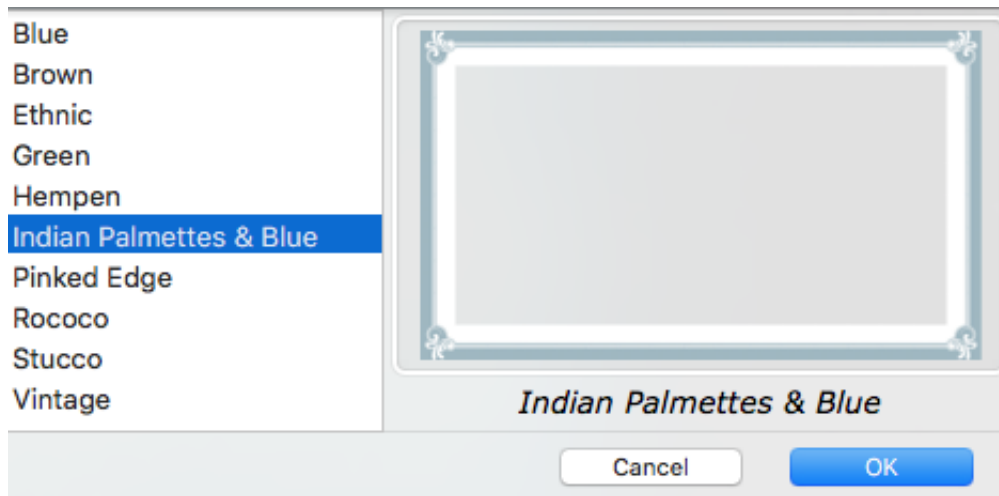 Blue
Brown
Ethnic
Green
Hempen
Indian Palmettes & Blue
Pinked Edge
Rococo
Stucco
Vintage
Indian Palmettes & Blue
Cancel
OK